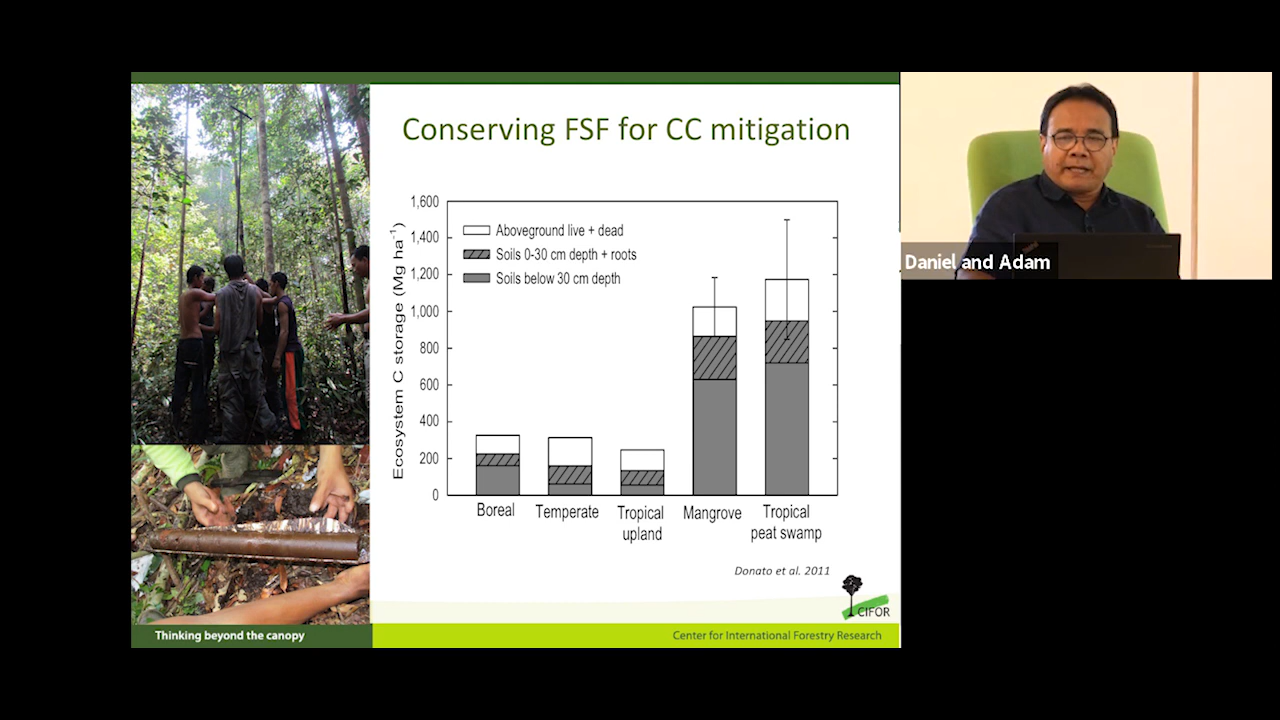 Conserving FSF for CC mitigation
Ecosystem C storage (Mg ha⁻¹)
1,600
1,400
1,200
1,000
800
600
400
200
0
Aboveground live + dead
Soils 0-30 cm depth + roots
Soils below 30 cm depth
Boreal
Temperate
Tropical
upland
Mangrove
Tropical
peat swamp
Donato et al. 2011
CIFOR
Thinking beyond the canopy
Center for International Forestry Research
Daniel and Adam